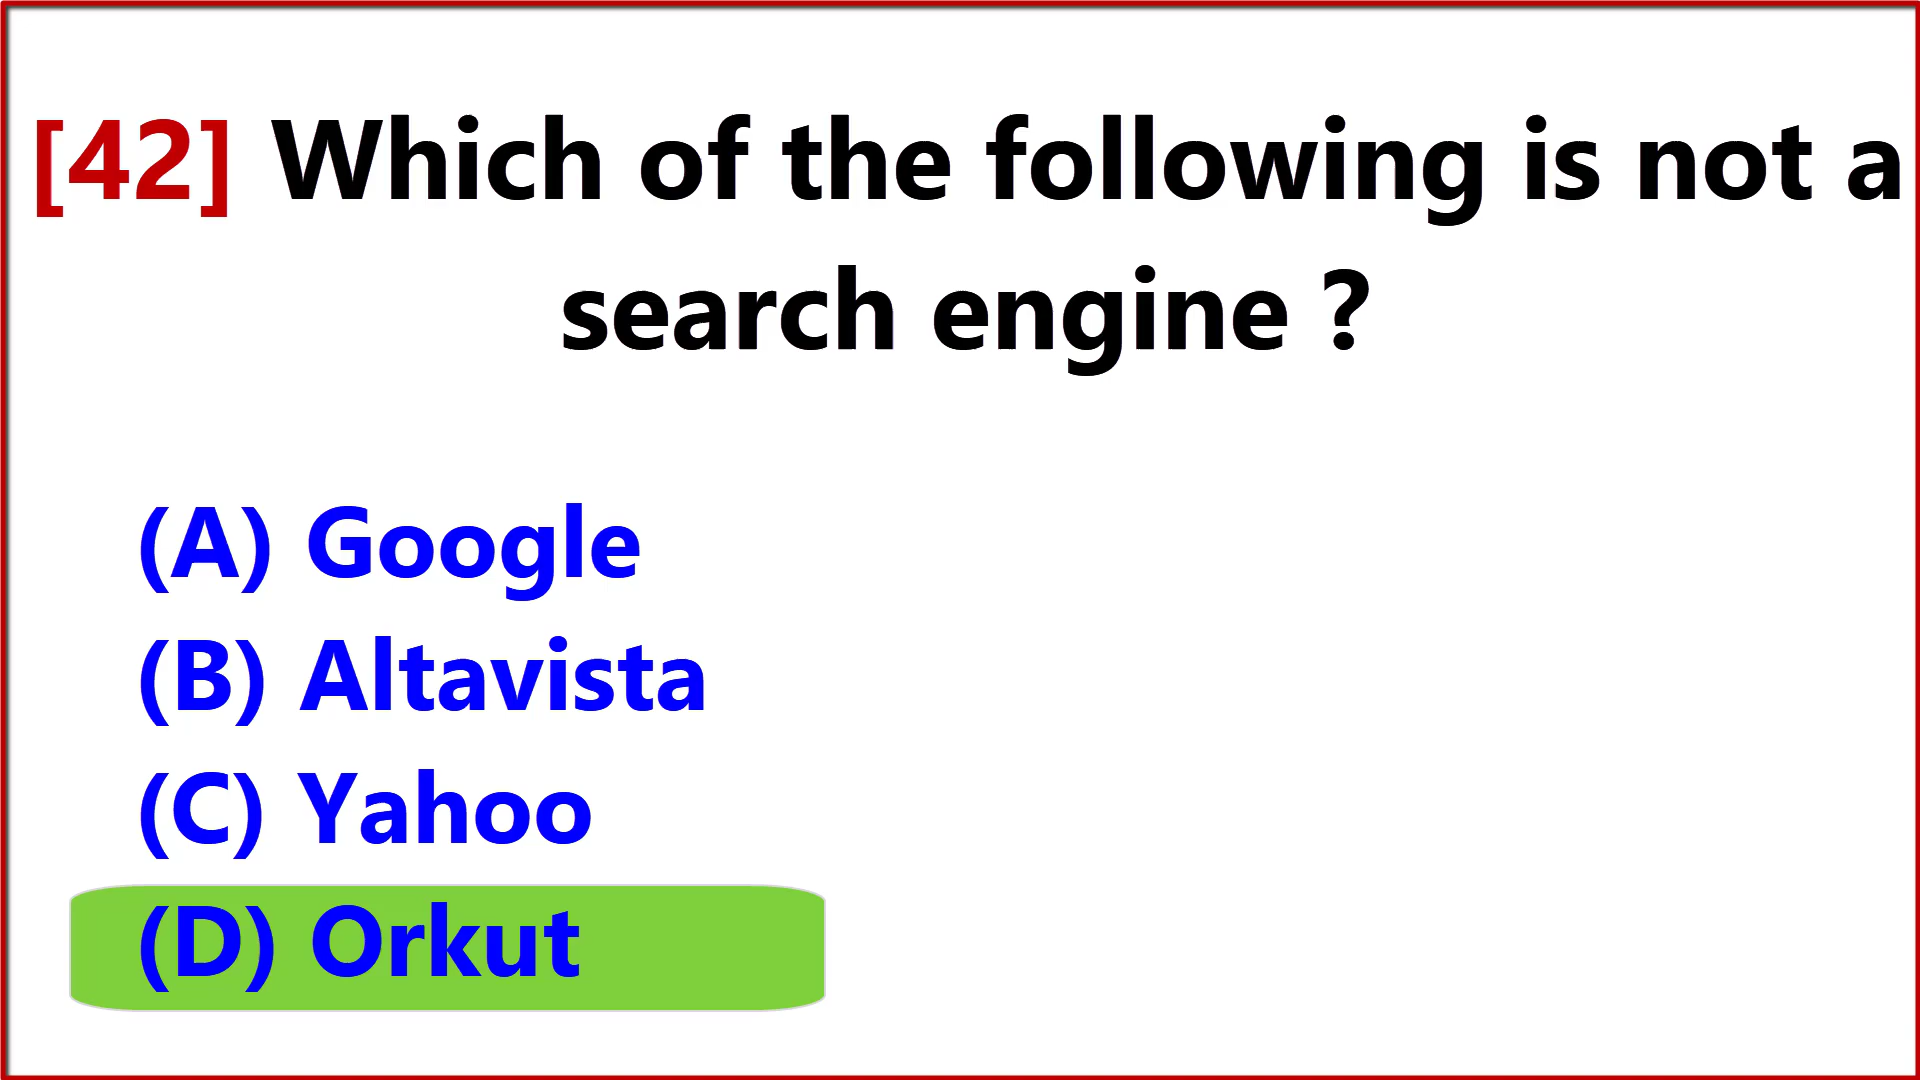 [42] Which of the following is not a
search engine ?
(A) Google
(B) Altavista
(C) Yahoo
(D) Orkut